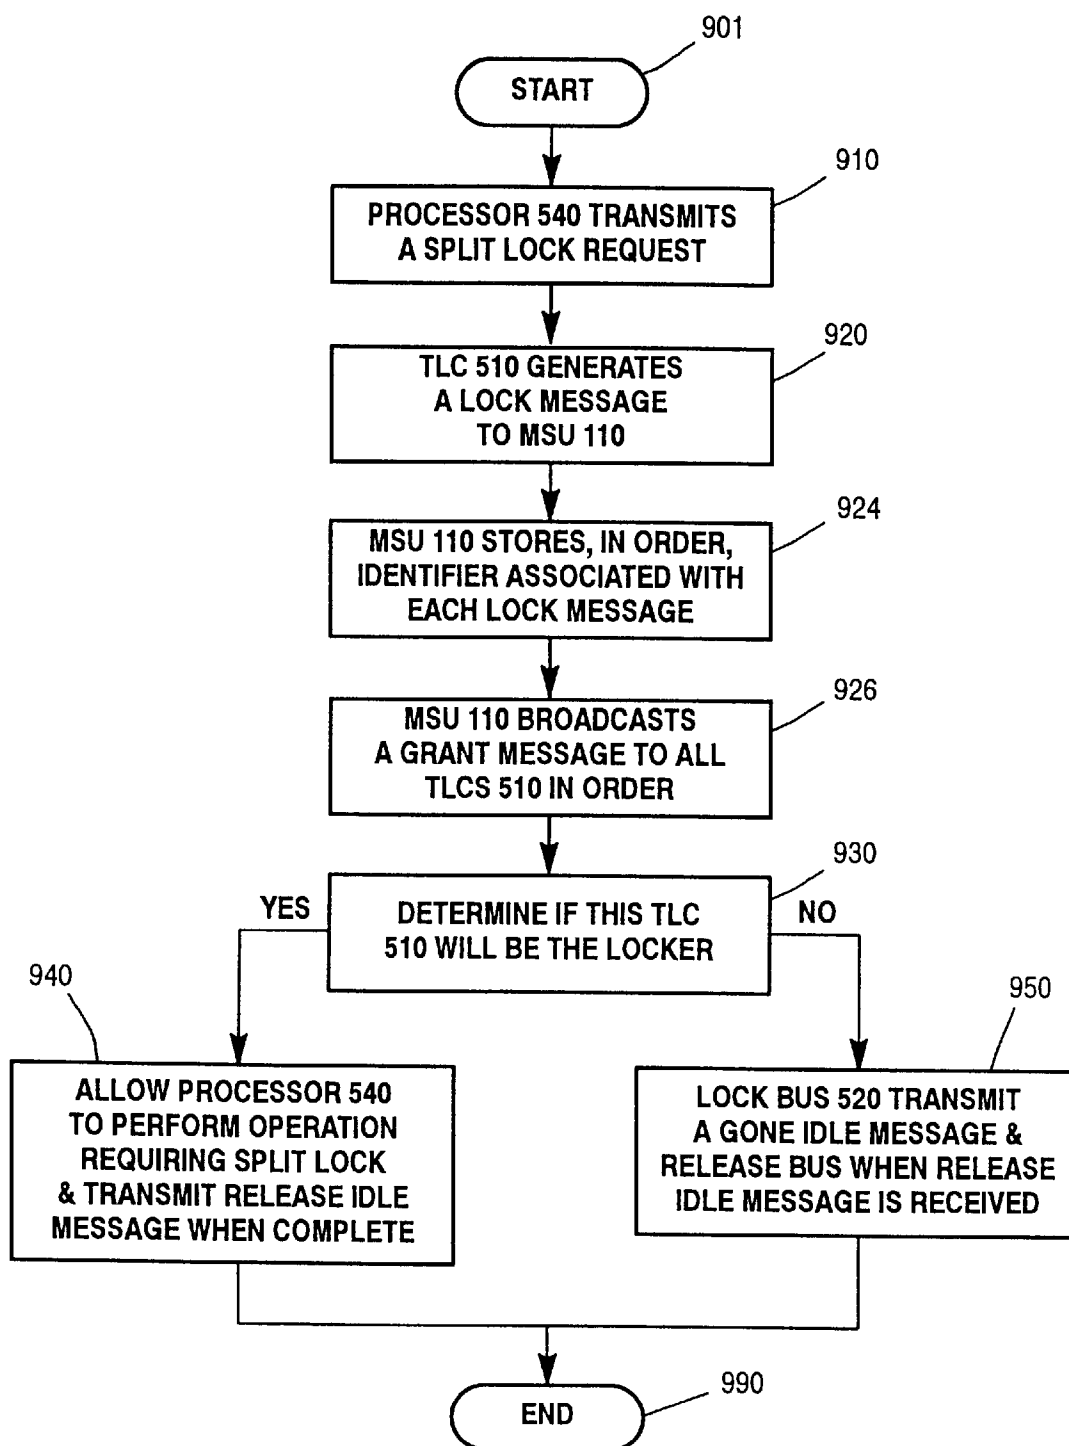 901
START
910
PROCESSOR 540 TRANSMITS
A SPLIT LOCK REQUEST
920
TLC 510 GENERATES
A LOCK MESSAGE
TO MSU 110
924
MSU 110 STORES, IN ORDER,
IDENTIFIER ASSOCIATED WITH
EACH LOCK MESSAGE
926
MSU 110 BROADCASTS
A GRANT MESSAGE TO ALL
TLCS 510 IN ORDER
930
YES
DETERMINE IF THIS TLC
510 WILL BE THE LOCKER
NO
940
ALLOW PROCESSOR 540
TO PERFORM OPERATION
REQUIRING SPLIT LOCK
& TRANSMIT RELEASE IDLE
MESSAGE WHEN COMPLETE
950
LOCK BUS 520 TRANSMIT
A GONE IDLE MESSAGE &
RELEASE BUS WHEN RELEASE
IDLE MESSAGE IS RECEIVED
990
END